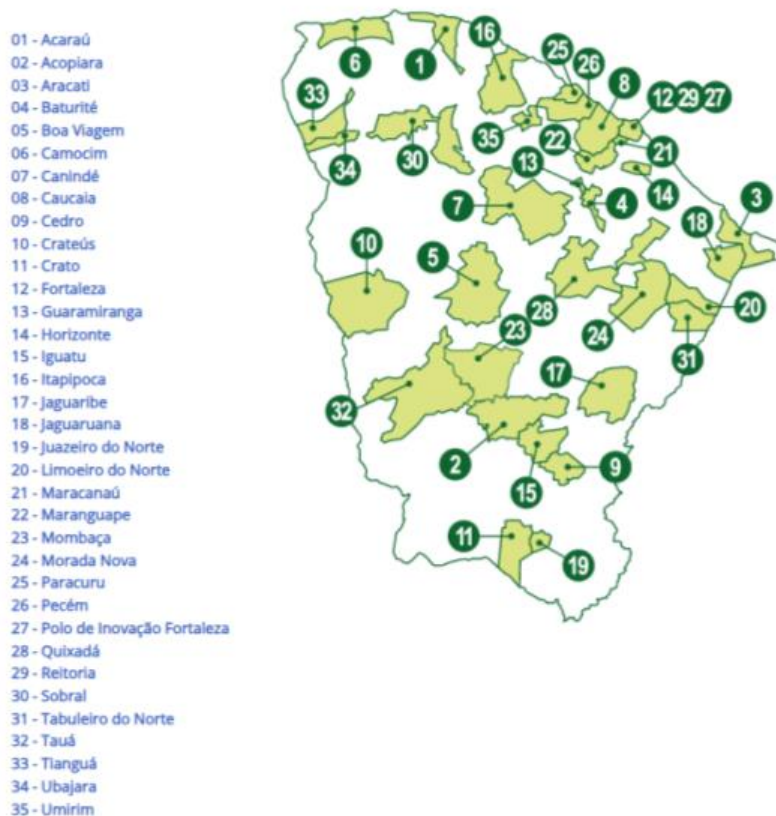 01 - Acaraú
02 - Acopiara
03 - Aracati
04 - Baturité
05 - Boa Viagem
06 - Camocim
07 - Canindé
08 - Caucaia
09 - Cedro
10 - Crateús
11 - Crato
12 - Fortaleza
13 - Guaramiranga
14 - Horizonte
15 - Iguatu
16 - Itapipoca
17 - Jaguaribe
18 - Jaguaruana
19 - Juazeiro do Norte
20 - Limoeiro do Norte
21 - Maracanaú
22 - Maranguape
23 - Mombaça
24 - Morada Nova
25 - Paracuru
26 - Pecém
27 - Polo de Inovação Fortaleza
28 - Quixadá
29 - Reitoria
30 - Sobral
31 - Tabuleiro do Norte
32 - Tauá
33 - Tianguá
34 - Ubajara
35 - Umirim
6
1
16
25
26
8
12 29 27
33
34
30
35
22
21
13
14
7
4
3
18
10
5
28
23
24
20
31
17
32
2
15
9
11
19